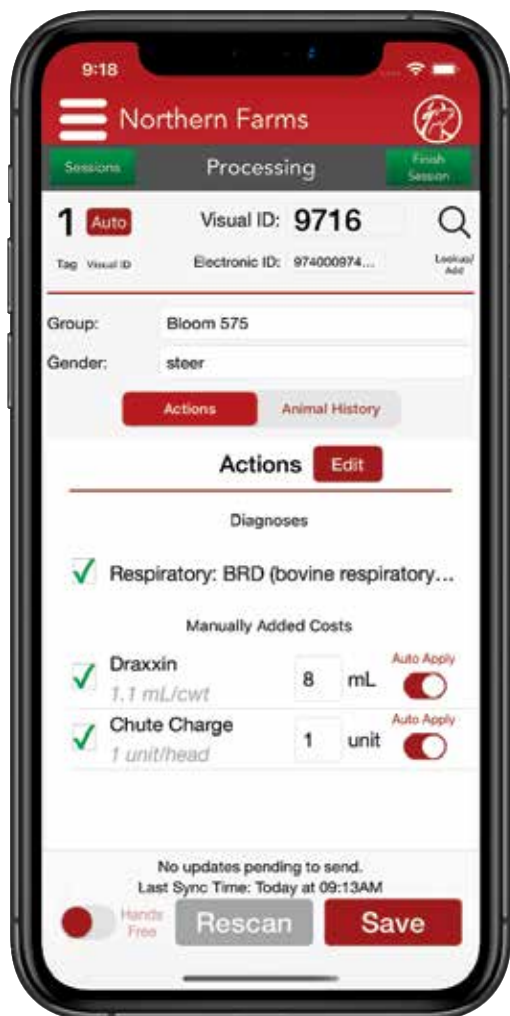 9:18
Northern Farms
Sessions Processing Finish Session
1 Auto Visual ID: 9716
Tag Visual ID Electronic ID: 974000974... Lookup/ Add
Group: Bloom 575
Gender: steer
Actions Animal History
Actions Edit
Diagnoses
Respiratory: BRD (bovine respiratory...
Manually Added Costs
Draxxin 8 mL Auto Apply
1.1 mL/cwt
Chute Charge 1 unit Auto Apply
1 unit/head
No updates pending to send.
Last Sync Time: Today at 09:13AM
Hands Free Rescan Save